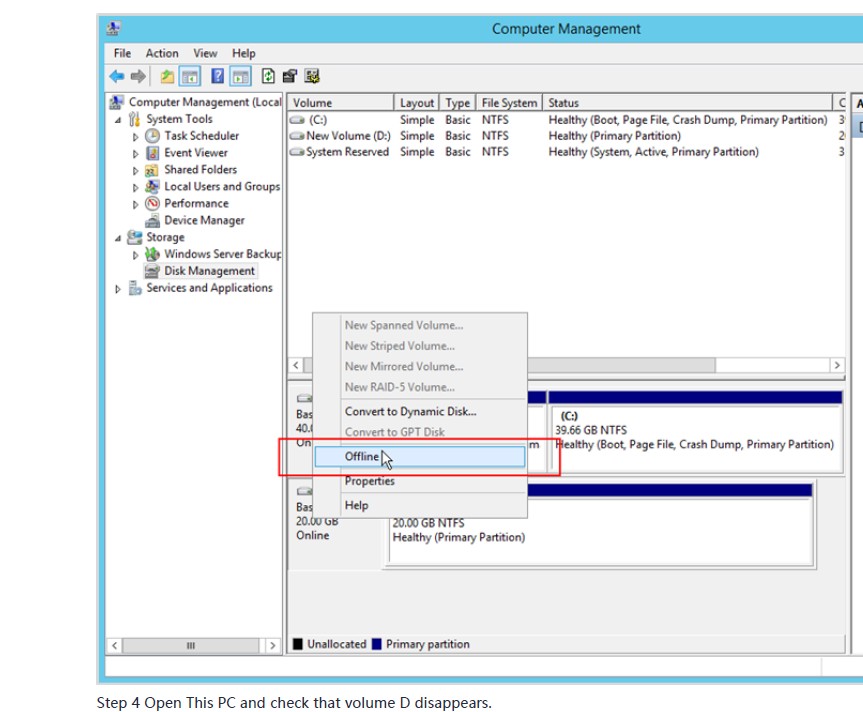 Computer Management
File Action View Help
Computer Management (Local
System Tools
Task Scheduler
Event Viewer
Shared Folders
Local Users and Groups
Performance
Device Manager
Storage
Windows Server Backup
Disk Management
Services and Applications
Volume Layout Type File System Status C
(C:) Simple Basic NTFS Healthy (Boot, Page File, Crash Dump, Primary Partition) 3
New Volume (D:) Simple Basic NTFS Healthy (Primary Partition) 2
System Reserved Simple Basic NTFS Healthy (System, Active, Primary Partition) 3
A
New Spanned Volume...
New Striped Volume...
New Mirrored Volume...
New RAID-5 Volume...
Convert to Dynamic Disk...
Convert to GPT Disk
Offline
Properties
Help
Bas
40.
On
m
(C:)
39.66 GB NTFS
Healthy (Boot, Page File, Crash Dump, Primary Partition)
Bas
20.00 GB
Online
20.00 GB NTFS
Healthy (Primary Partition)
Unallocated Primary partition
Step 4 Open This PC and check that volume D disappears.